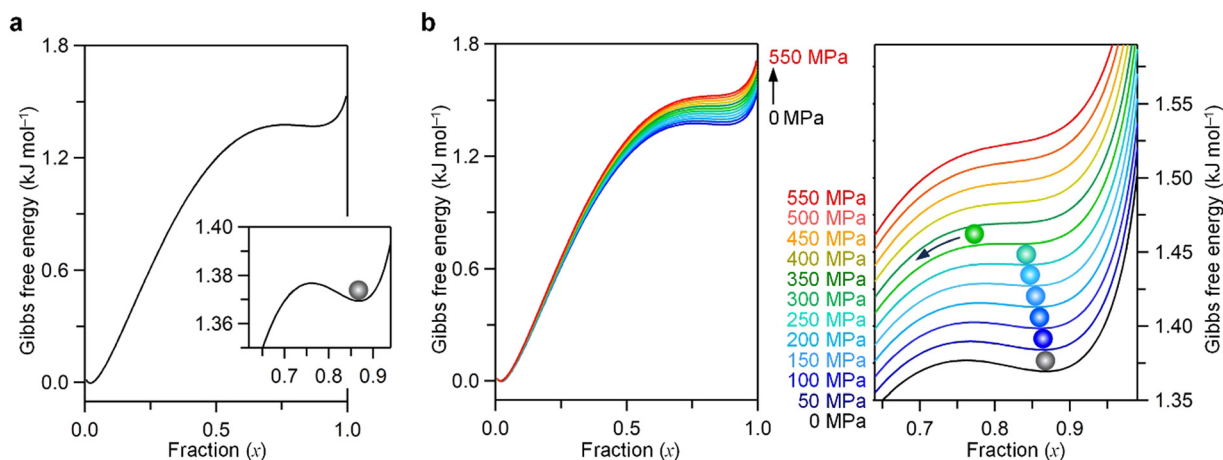 a
Gibbs free energy (kJ mol⁻¹)
1.8
1.2
0.6
0.0
0.0
0.5
1.0
Fraction (x)
1.40
1.38
1.36
0.7
0.8
0.9
b
Gibbs free energy (kJ mol⁻¹)
1.8
1.2
0.6
0.0
0.0
0.5
1.0
Fraction (x)
550 MPa
0 MPa
550 MPa
500 MPa
450 MPa
400 MPa
350 MPa
300 MPa
250 MPa
200 MPa
150 MPa
100 MPa
50 MPa
0 MPa
0.7
0.8
0.9
Fraction (x)
1.55
1.50
1.45
1.40
1.35
Gibbs free energy (kJ mol⁻¹)